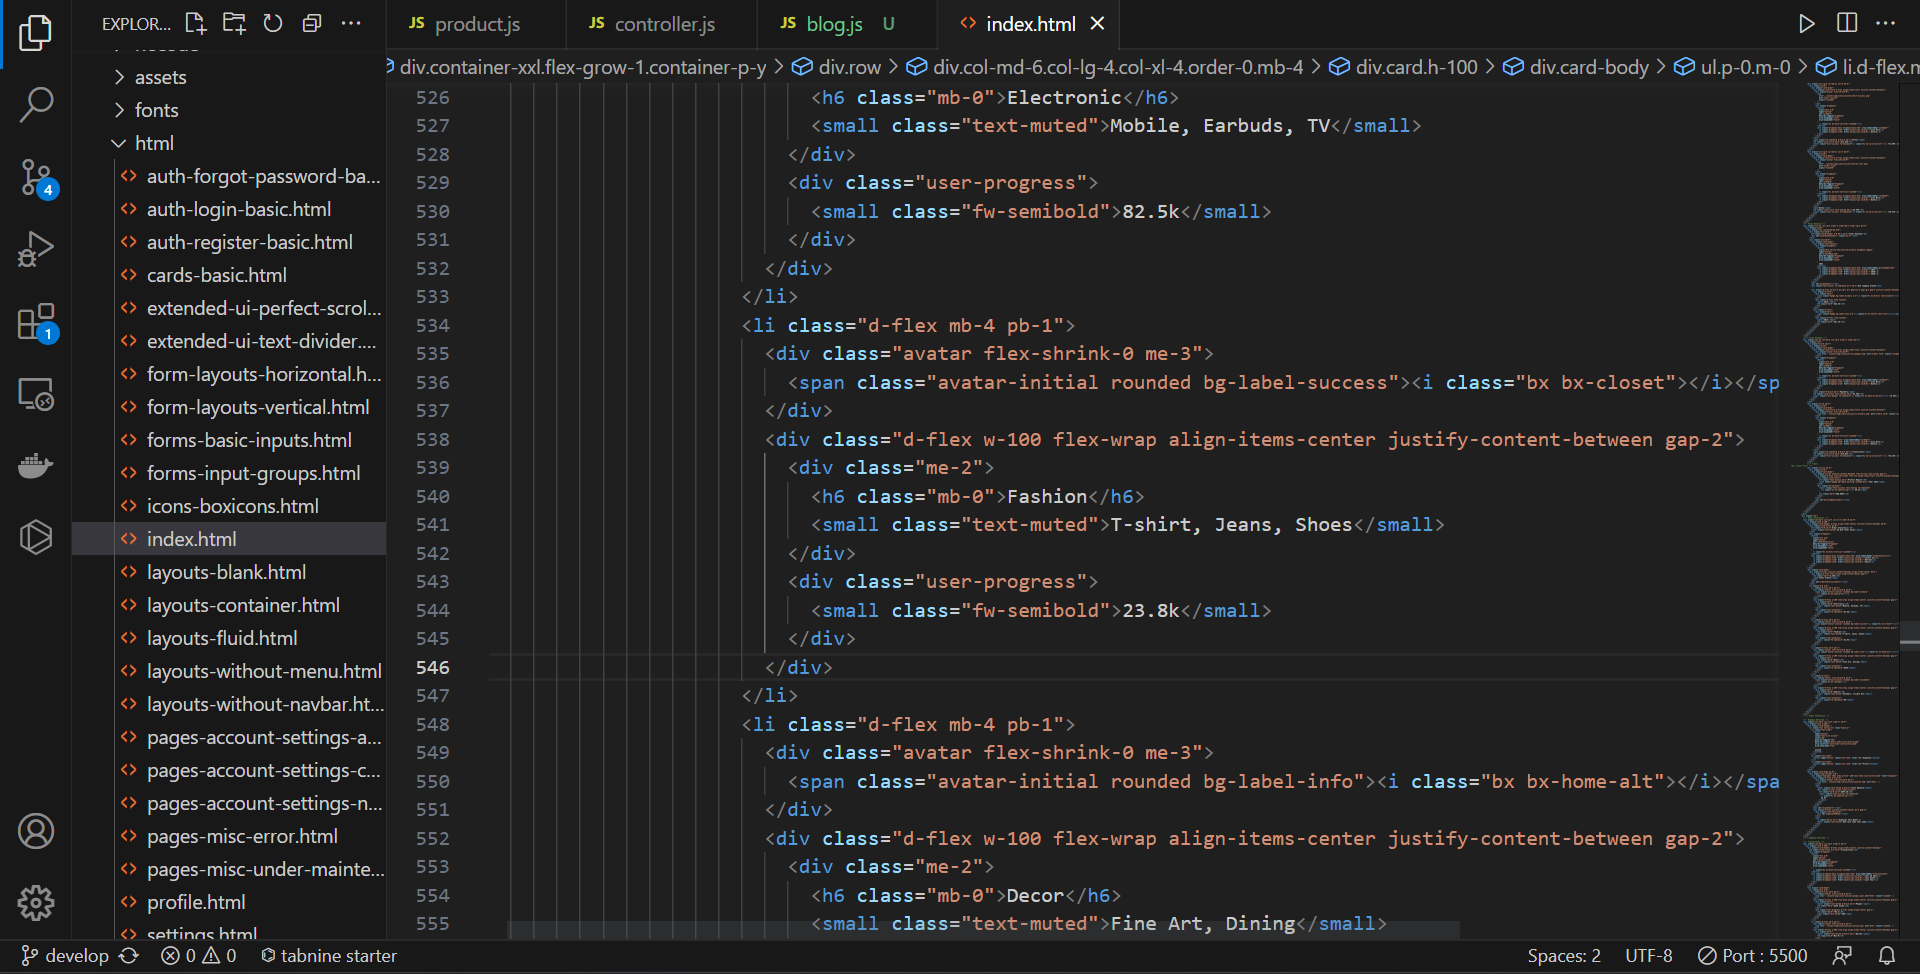 EXPLOR...
JS product.js
JS controller.js
JS blog.js U
index.html
div.container-xxl.flex-grow-1.container-p-y > div.row > div.col-md-6.col-lg-4.col-xl-4.order-0.mb-4 > div.card.h-100 > div.card-body > ul.p-0.m-0 > li.d-flex.m
assets
fonts
html
auth-forgot-password-ba...
auth-login-basic.html
auth-register-basic.html
cards-basic.html
extended-ui-perfect-scrol...
extended-ui-text-divider....
form-layouts-horizontal.h...
form-layouts-vertical.html
forms-basic-inputs.html
forms-input-groups.html
icons-boxicons.html
index.html
layouts-blank.html
layouts-container.html
layouts-fluid.html
layouts-without-menu.html
layouts-without-navbar.ht...
pages-account-settings-a...
pages-account-settings-c...
pages-account-settings-n...
pages-misc-error.html
pages-misc-under-mainte...
profile.html
settings.html
4
1
526 <h6 class="mb-0">Electronic</h6>
527 <small class="text-muted">Mobile, Earbuds, TV</small>
528 </div>
529 <div class="user-progress">
530 <small class="fw-semibold">82.5k</small>
531 </div>
532 </div>
533 </li>
534 <li class="d-flex mb-4 pb-1">
535 <div class="avatar flex-shrink-0 me-3">
536 <span class="avatar-initial rounded bg-label-success"><i class="bx bx-closet"></i></sp
537 </div>
538 <div class="d-flex w-100 flex-wrap align-items-center justify-content-between gap-2">
539 <div class="me-2">
540 <h6 class="mb-0">Fashion</h6>
541 <small class="text-muted">T-shirt, Jeans, Shoes</small>
542 </div>
543 <div class="user-progress">
544 <small class="fw-semibold">23.8k</small>
545 </div>
546 </div>
547 </li>
548 <li class="d-flex mb-4 pb-1">
549 <div class="avatar flex-shrink-0 me-3">
550 <span class="avatar-initial rounded bg-label-info"><i class="bx bx-home-alt"></i></spa
551 </div>
552 <div class="d-flex w-100 flex-wrap align-items-center justify-content-between gap-2">
553 <div class="me-2">
554 <h6 class="mb-0">Decor</h6>
555 <small class="text-muted">Fine Art, Dining</small>
develop 0 0 tabnine starter Spaces: 2 UTF-8 Port : 5500